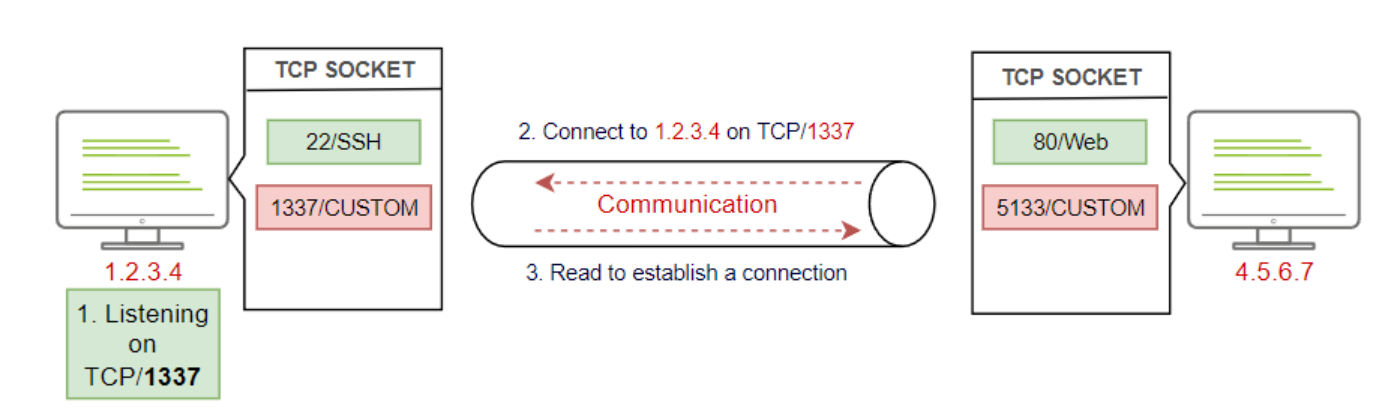 TCP SOCKET
22/SSH
1337/CUSTOM
1.2.3.4
1. Listening
on
TCP/1337
2. Connect to 1.2.3.4 on TCP/1337
Communication
3. Read to establish a connection
TCP SOCKET
80/Web
5133/CUSTOM
4.5.6.7